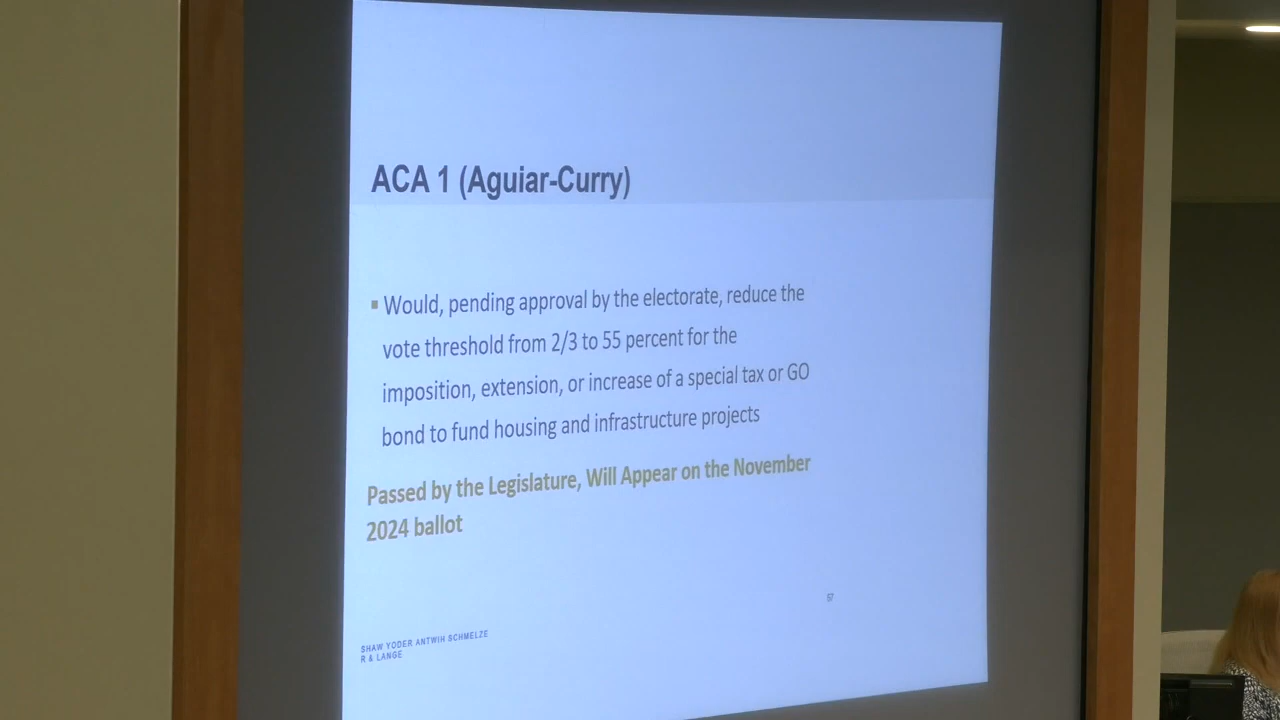 ACA 1 (Aguiar-Curry)
▪ Would, pending approval by the electorate, reduce the
vote threshold from 2/3 to 55 percent for the
imposition, extension, or increase of a special tax or GO
bond to fund housing and infrastructure projects
Passed by the Legislature, Will Appear on the November
2024 ballot
57
SHAW YODER ANTWIH SCHMELZE
R & LANGE